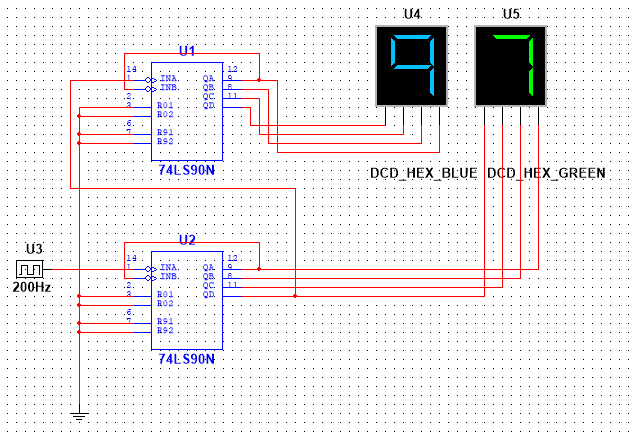 U4 U5
U1
14
1
INA
INB
2
3
R01
R02
6
7
R91
R92
12
QA
9
QB
8
QC
11
QD
74LS90N
DCD_HEX_BLUE DCD_HEX_GREEN
97
U2
U3
200Hz
14
1
INA
INB
2
3
R01
R02
6
7
R91
R92
12
QA
9
QB
8
QC
11
QD
74LS90N